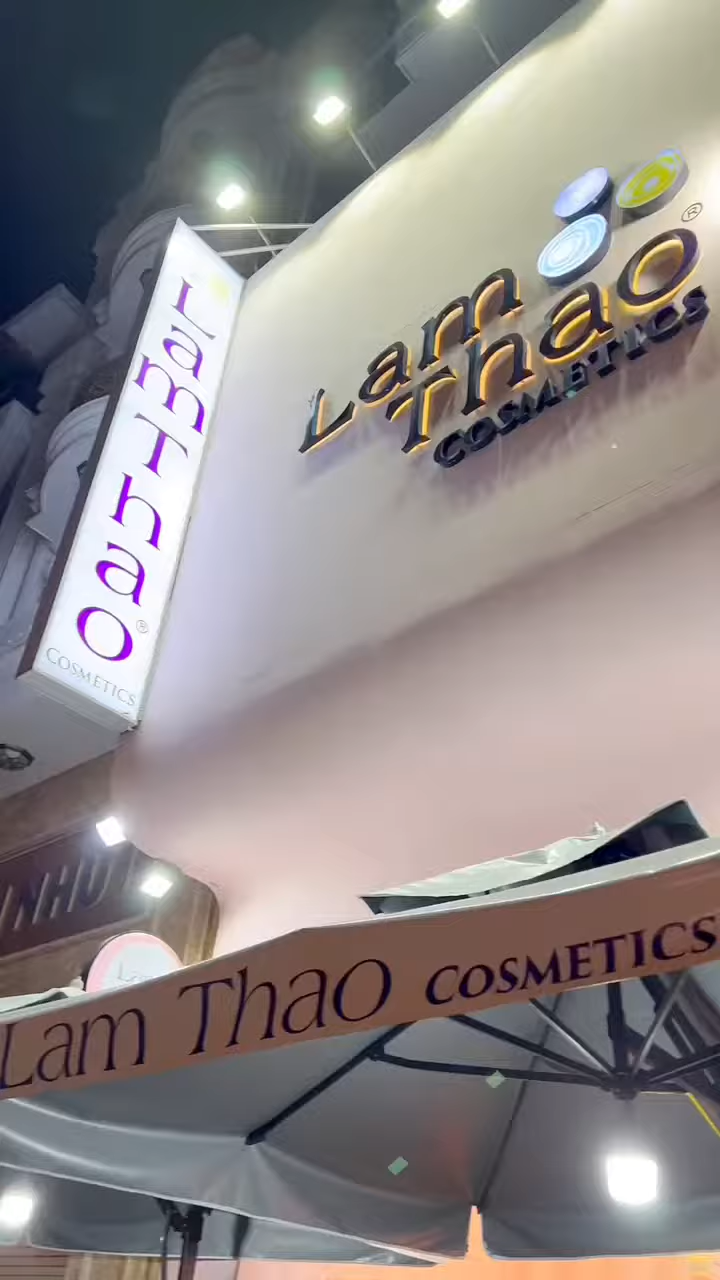 Lam
Thao
COSMETICS
®
Lam Thao
®
COSMETICS
Lam Thao COSMETICS